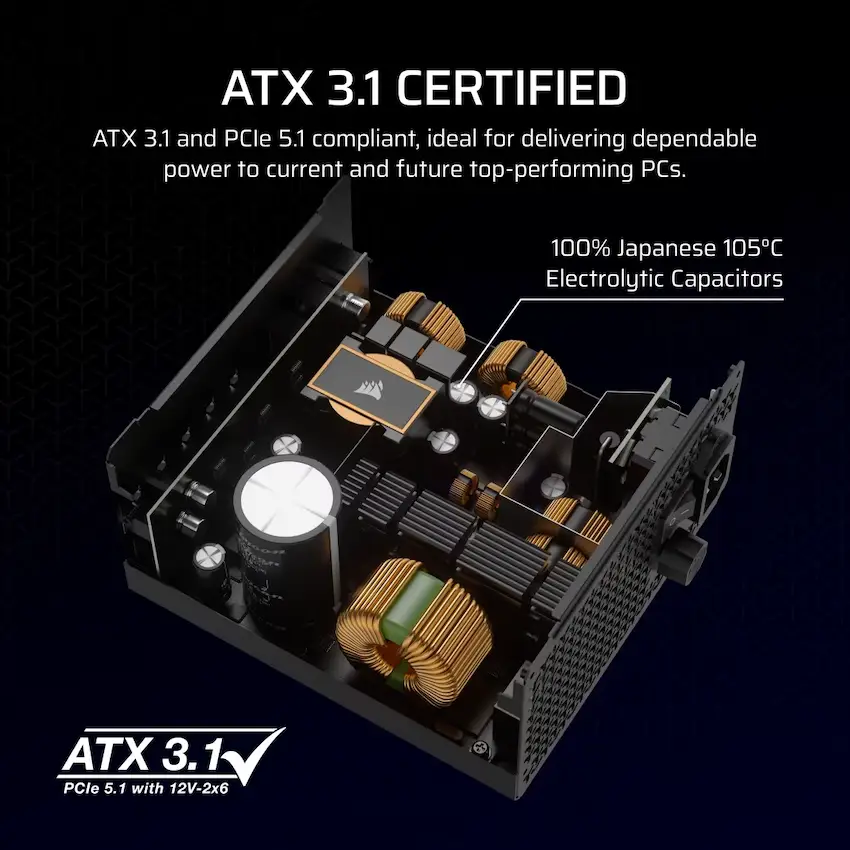 ATX 3.1 CERTIFIED
ATX 3.1 and PCIe 5.1 compliant, ideal for delivering dependable
power to current and future top-performing PCs.
100% Japanese 105°C
Electrolytic Capacitors
ATX 3.1
PCIe 5.1 with 12V-2x6